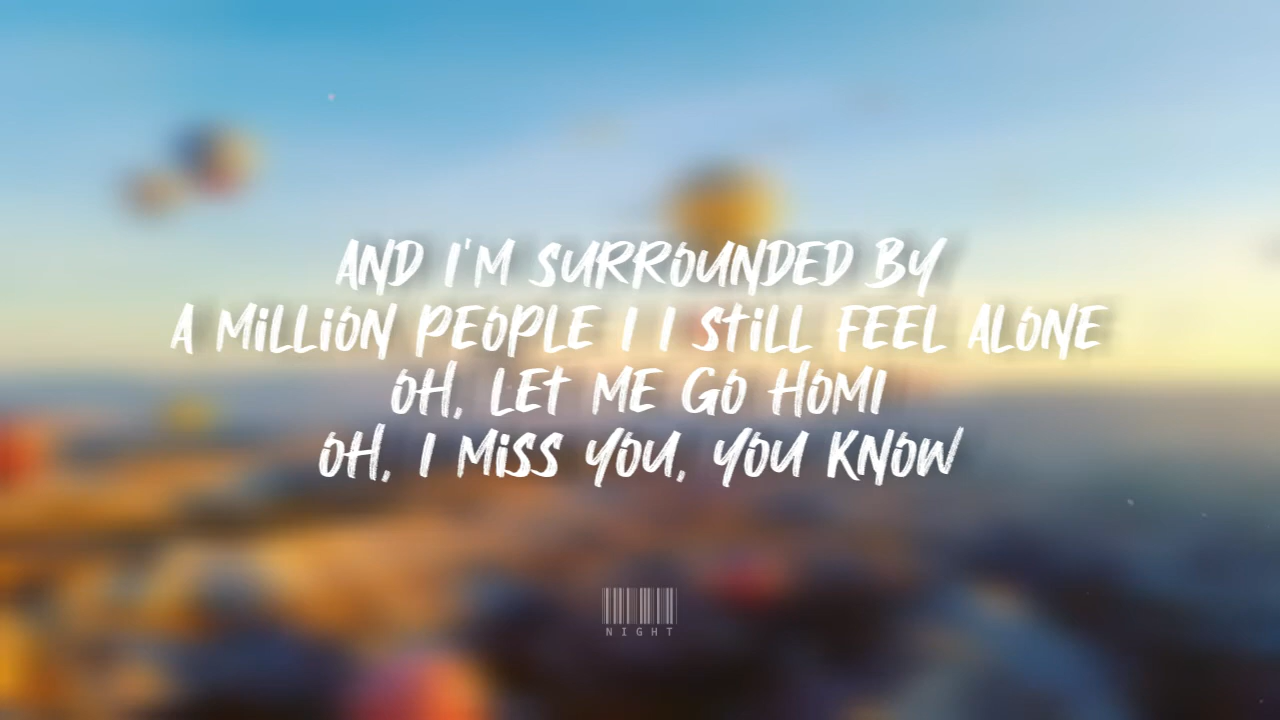 AND I'M SURROUNDED BY
A MILLION PEOPLE I I STILL FEEL ALONE
OH, LET ME GO HOMI
OH, I MISS YOU, YOU KNOW
NIGHT